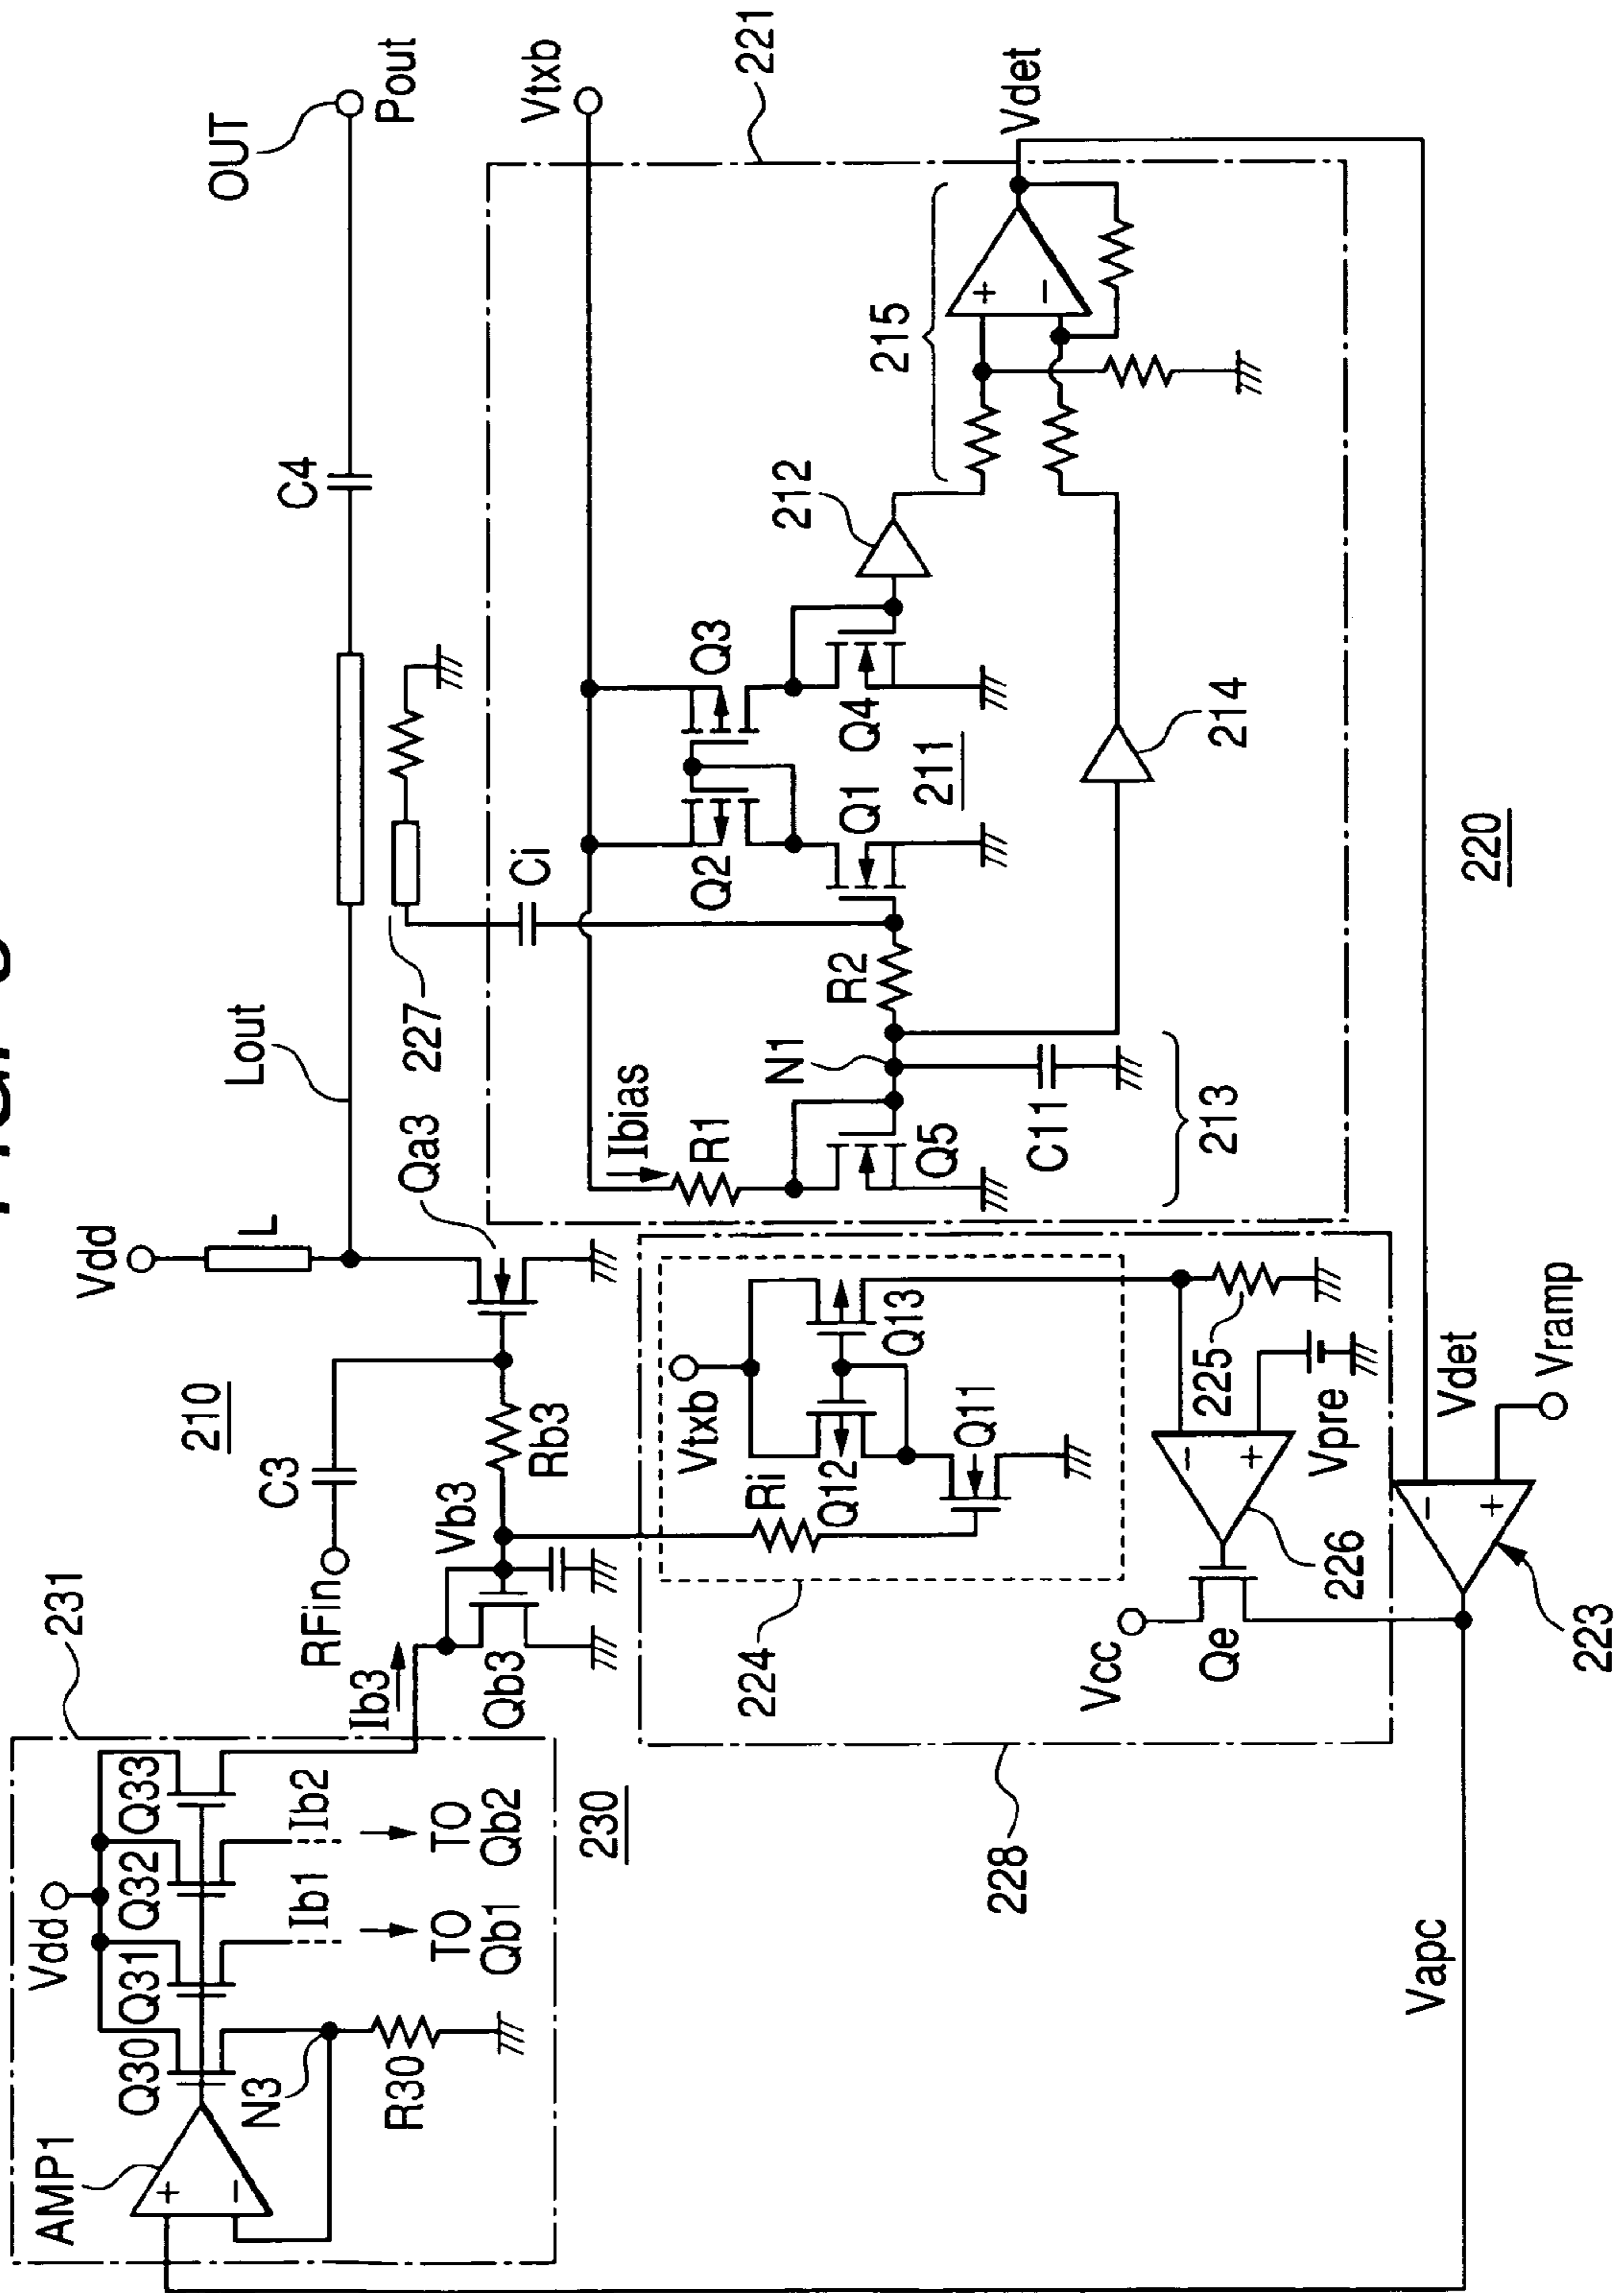 OUT
Pout
C4
Lout
227
Vdd
L
Qa3
210
C3
RFin
Rb3
Vb3
Ib3
Qb3
231
Vdd
Q30
Q31
Q32
Q33
Ib1
Ib2
TO Qb1
TO Qb2
AMP1
+
−
N3
R30
230
Vtxb
221
Ci
Ibias
R1
Q2
Q3
Q1
Q4
211
R2
N1
Q5
C11
213
212
214
215
+
−
Vdet
220
Vtxb
Ri
Q12
Q13
Q11
224
225
−
+
Vpre
226
Vcc
Qe
228
Vdet
−
+
Vramp
223
Vapc